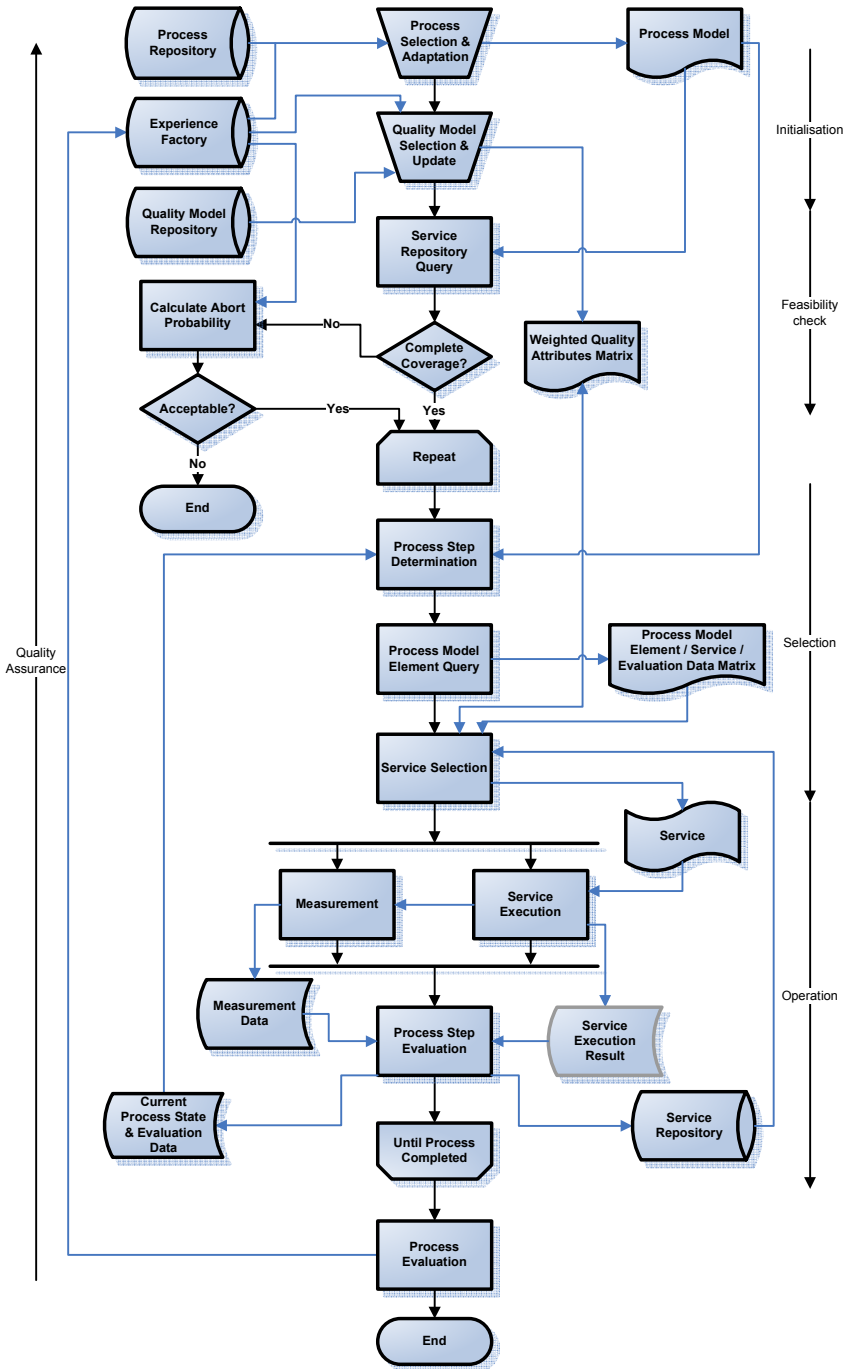 Process
Repository
Process
Selection &
Adaptation
Process Model
Experience
Factory
Quality Model
Selection &
Update
Initialisation
Quality Model
Repository
Service
Repository
Query
Calculate Abort
Probability
No
Complete
Coverage?
Weighted Quality
Attributes Matrix
Feasibility
check
Acceptable?
Yes
Yes
No
Repeat
End
Process Step
Determination
Quality
Assurance
Process Model
Element Query
Process Model
Element / Service /
Evaluation Data Matrix
Selection
Service Selection
Service
Measurement
Service
Execution
Measurement
Data
Process Step
Evaluation
Service
Execution
Result
Operation
Current
Process State
& Evaluation
Data
Until Process
Completed
Service
Repository
Process
Evaluation
End